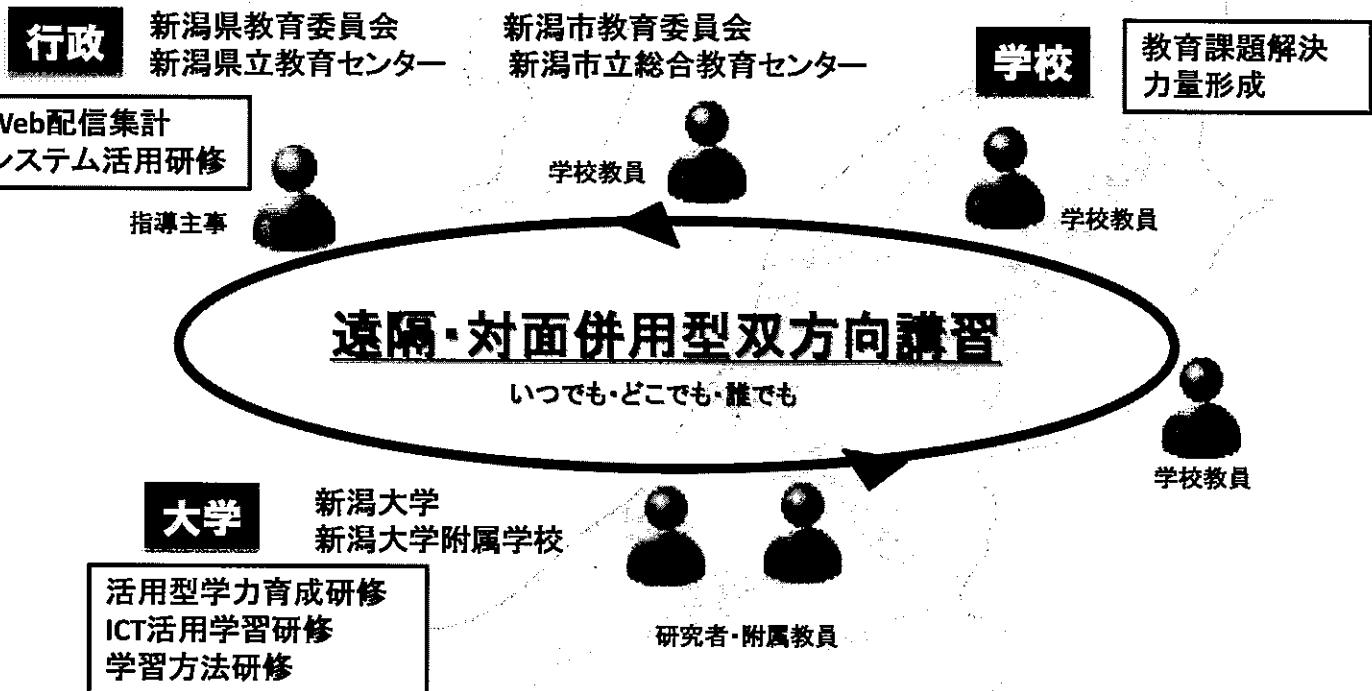 行政
新潟県教育委員会
新潟県立教育センター
新潟市教育委員会
新潟市立総合教育センター
学校
教育課題解決
力量形成
Web配信集計
システム活用研修
指導主事
学校教員
学校教員
遠隔・対面併用型双方向講習
いつでも・どこでも・誰でも
学校教員
大学
新潟大学
新潟大学附属学校
活用型学力育成研修
ICT活用学習研修
学習方法研修
研究者・附属教員